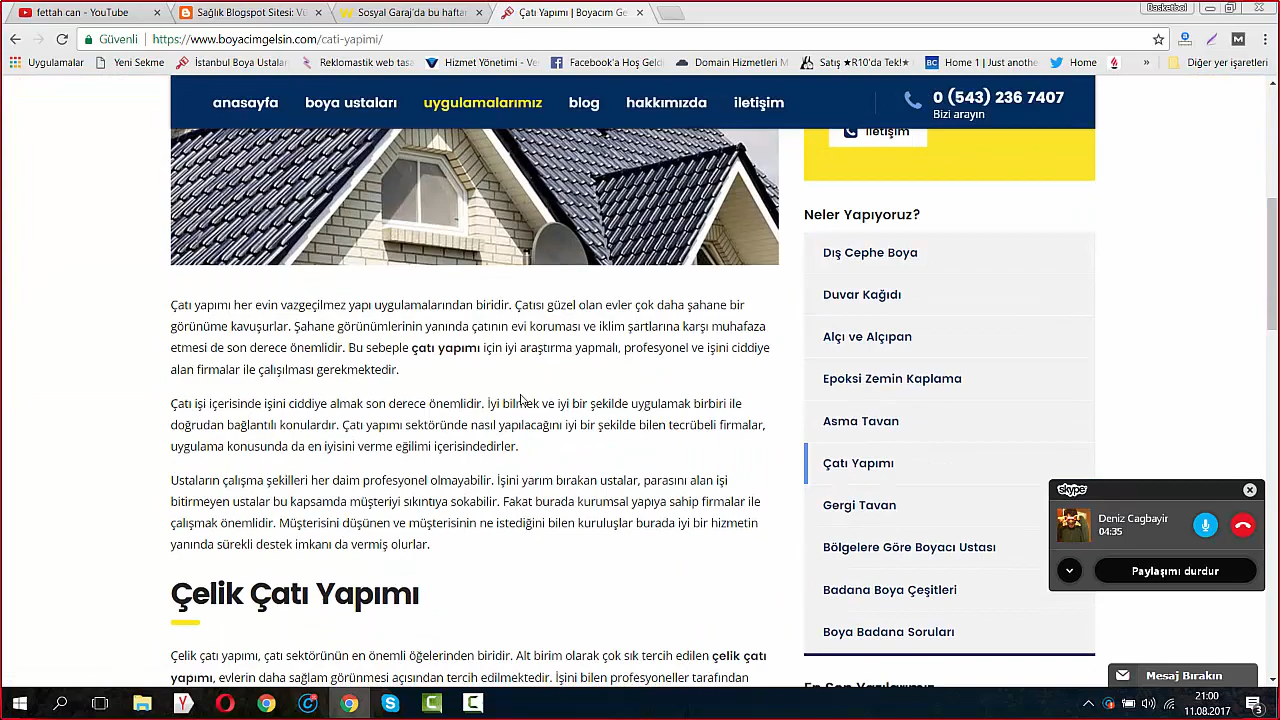 fettah can - YouTube
Sağlık Blogspot Sitesi: V
Sosyal Garaj'da bu haftar
Çatı Yapımı | Boyacım Ge
Basketbol
Güvenli
https://www.boyacimgelsin.com/cati-yapimi/
Uygulamalar
Yeni Sekme
İstanbul Boya Ustaları
Reklomastik web tasa
Hizmet Yönetimi - Ve
Facebook'a Hoş Geld
Domain Hizmetleri M
Satış ★R10'da Tek!★
Home 1 | Just anothe
Home
Diğer yer işaretleri
anasayfa
boya ustaları
uygulamalarımız
blog
hakkımızda
iletişim
0 (543) 236 7407
Bizi arayın
iletişim
Neler Yapıyoruz?
Dış Cephe Boya
Duvar Kağıdı
Alçı ve Alçıpan
Epoksi Zemin Kaplama
Asma Tavan
Çatı Yapımı
Gergi Tavan
Bölgelere Göre Boyacı Ustası
Badana Boya Çeşitleri
Boya Badana Soruları
En Son Yazılarımız
Çatı yapımı her evin vazgeçilmez yapı uygulamalarından biridir. Çatısı güzel olan evler çok daha şahane bir
görünüme kavuşurlar. Şahane görünümlerinin yanında çatının evi koruması ve iklim şartlarına karşı muhafaza
etmesi de son derece önemlidir. Bu sebeple çatı yapımı için iyi araştırma yapmalı, profesyonel ve işini ciddiye
alan firmalar ile çalışılması gerekmektedir.
Çatı işi içerisinde işini ciddiye almak son derece önemlidir. İyi bilmek ve iyi bir şekilde uygulamak birbiri ile
doğrudan bağlantılı konulardır. Çatı yapımı sektöründe nasıl yapılacağını iyi bir şekilde bilen tecrübeli firmalar,
uygulama konusunda da en iyisini verme eğilimi içerisindedirler.
Ustaların çalışma şekilleri her daim profesyonel olmayabilir. İşini yarım bırakan ustalar, parasını alan işi
bitirmeyen ustalar bu kapsamda müşteriyi sıkıntıya sokabilir. Fakat burada kurumsal yapıya sahip firmalar ile
çalışmak önemlidir. Müşterisini düşünen ve müşterisinin ne istediğini bilen kuruluşlar burada iyi bir hizmetin
yanında sürekli destek imkanı da vermiş olurlar.
Çelik Çatı Yapımı
Çelik çatı yapımı, çatı sektörünün en önemli öğelerinden biridir. Alt birim olarak çok sık tercih edilen çelik çatı
yapımı, evlerin daha sağlam görünmesi açısından tercih edilmektedir. İşini bilen profesyoneller tarafından
skype
Deniz Cagbayir
04:35
Paylaşımı durdur
Mesaj Bırakın
21:00
11.08.2017
3